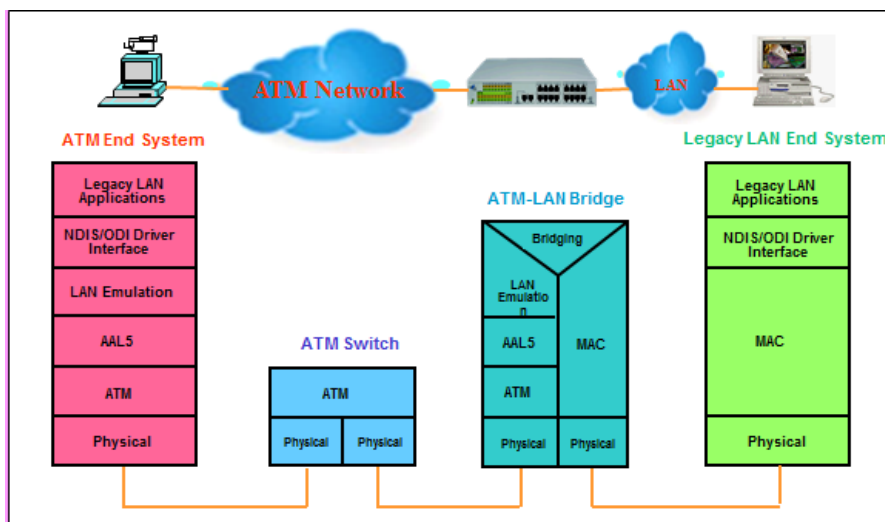 ATM Network
LAN
ATM End System
Legacy LAN
Applications
NDIS/ODI Driver
Interface
LAN Emulation
AAL5
ATM
Physical
ATM Switch
ATM
Physical
Physical
ATM-LAN Bridge
Bridging
LAN
Emulatio
n
AAL5
MAC
ATM
Physical
Physical
Legacy LAN End System
Legacy LAN
Applications
NDIS/ODI Driver
Interface
MAC
Physical